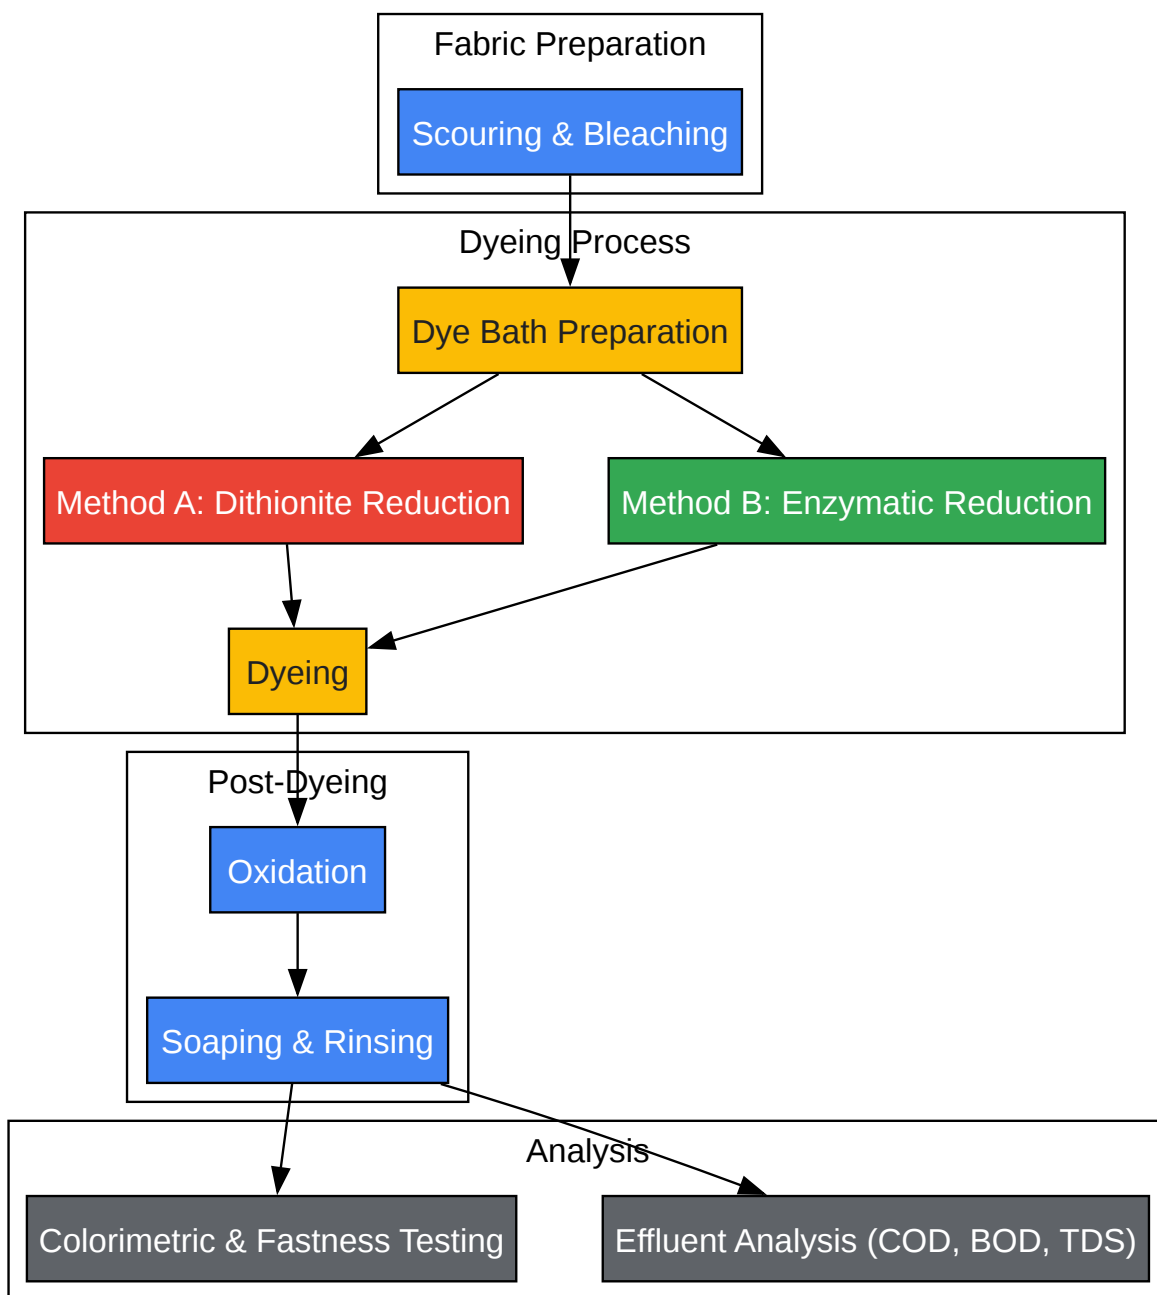 Fabric Preparation
Scouring & Bleaching
Dyeing Process
Dye Bath Preparation
Method A: Dithionite Reduction
Method B: Enzymatic Reduction
Dyeing
Post-Dyeing
Oxidation
Soaping & Rinsing
Analysis
Colorimetric & Fastness Testing
Effluent Analysis (COD, BOD, TDS)